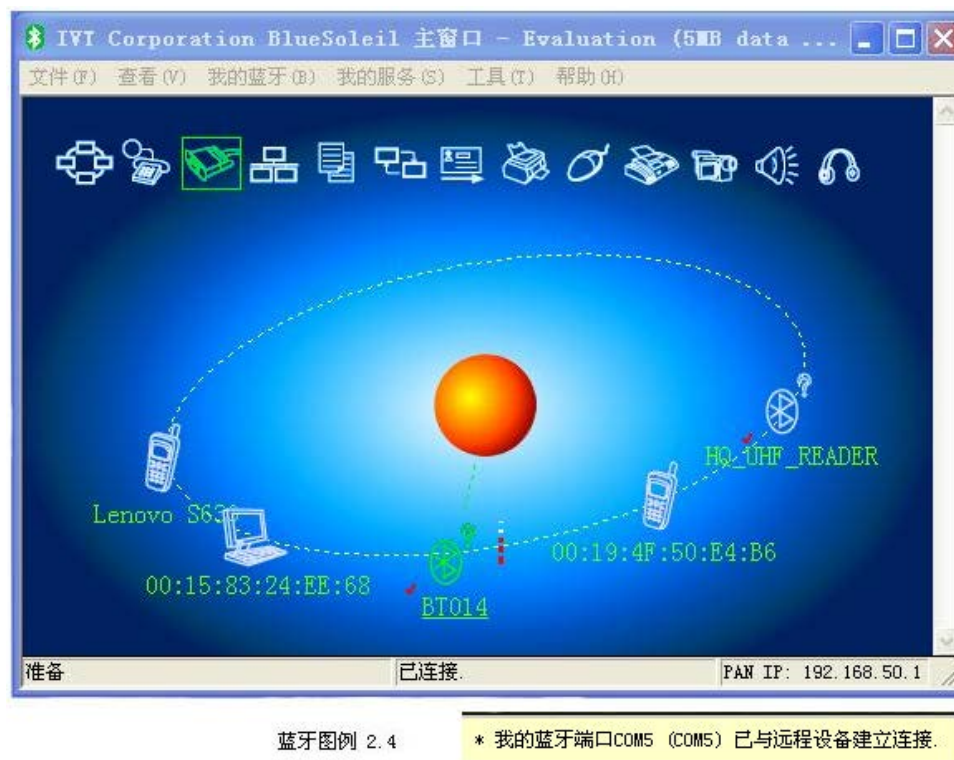 IVT Corporation BlueSoleil 主窗口 - Evaluation (5MB data ...
文件(F) 查看(V) 我的蓝牙(B) 我的服务(S) 工具(T) 帮助(H)
HQ_UHF_READER
Lenovo S630
00:19:4F:50:E4:B6
00:15:83:24:EE:68
BT014
准备 已连接. PAN IP: 192.168.50.1
蓝牙图例 2.4 * 我的蓝牙端口COM5 (COM5) 已与远程设备建立连接.